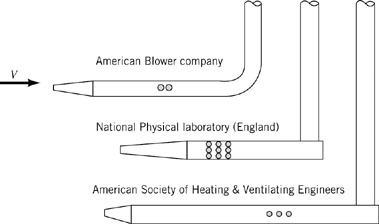 American Blower company
V
National Physical laboratory (England)
American Society of Heating & Ventilating Engineers